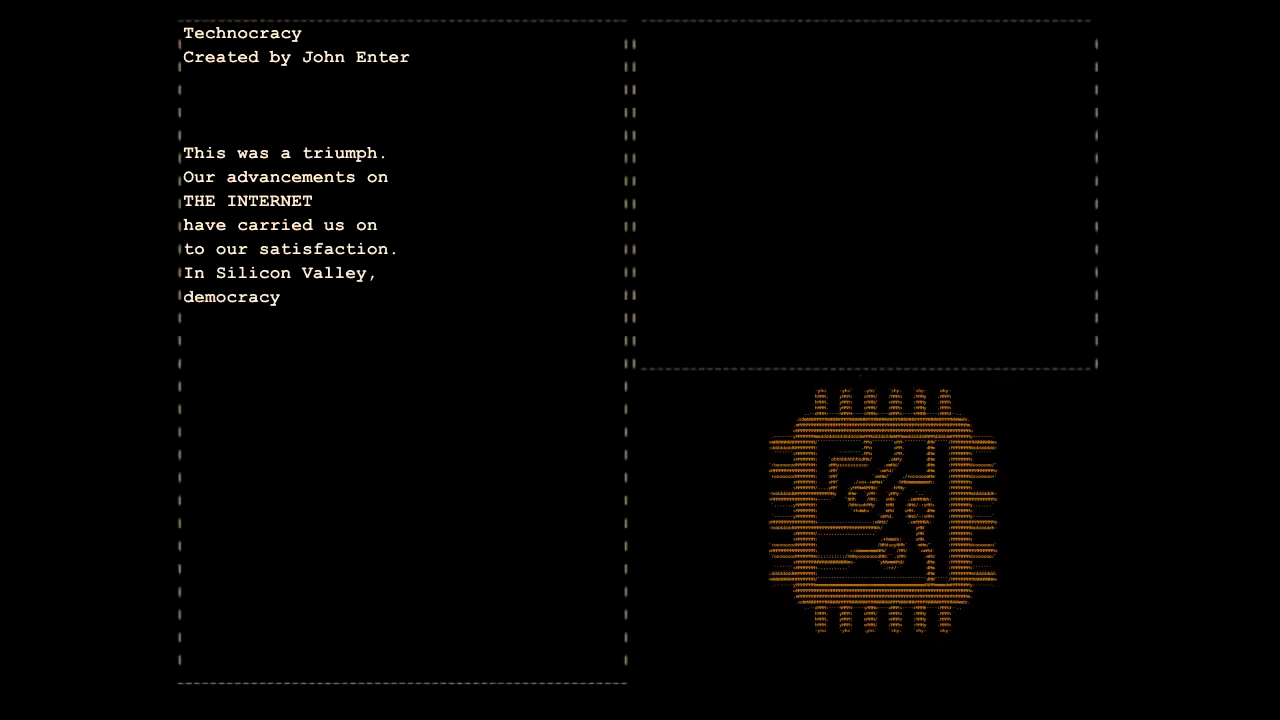 Technocracy
Created by John Enter
This was a triumph.
Our advancements on
THE INTERNET
have carried us on
to our satisfaction.
In Silicon Valley,
democracy